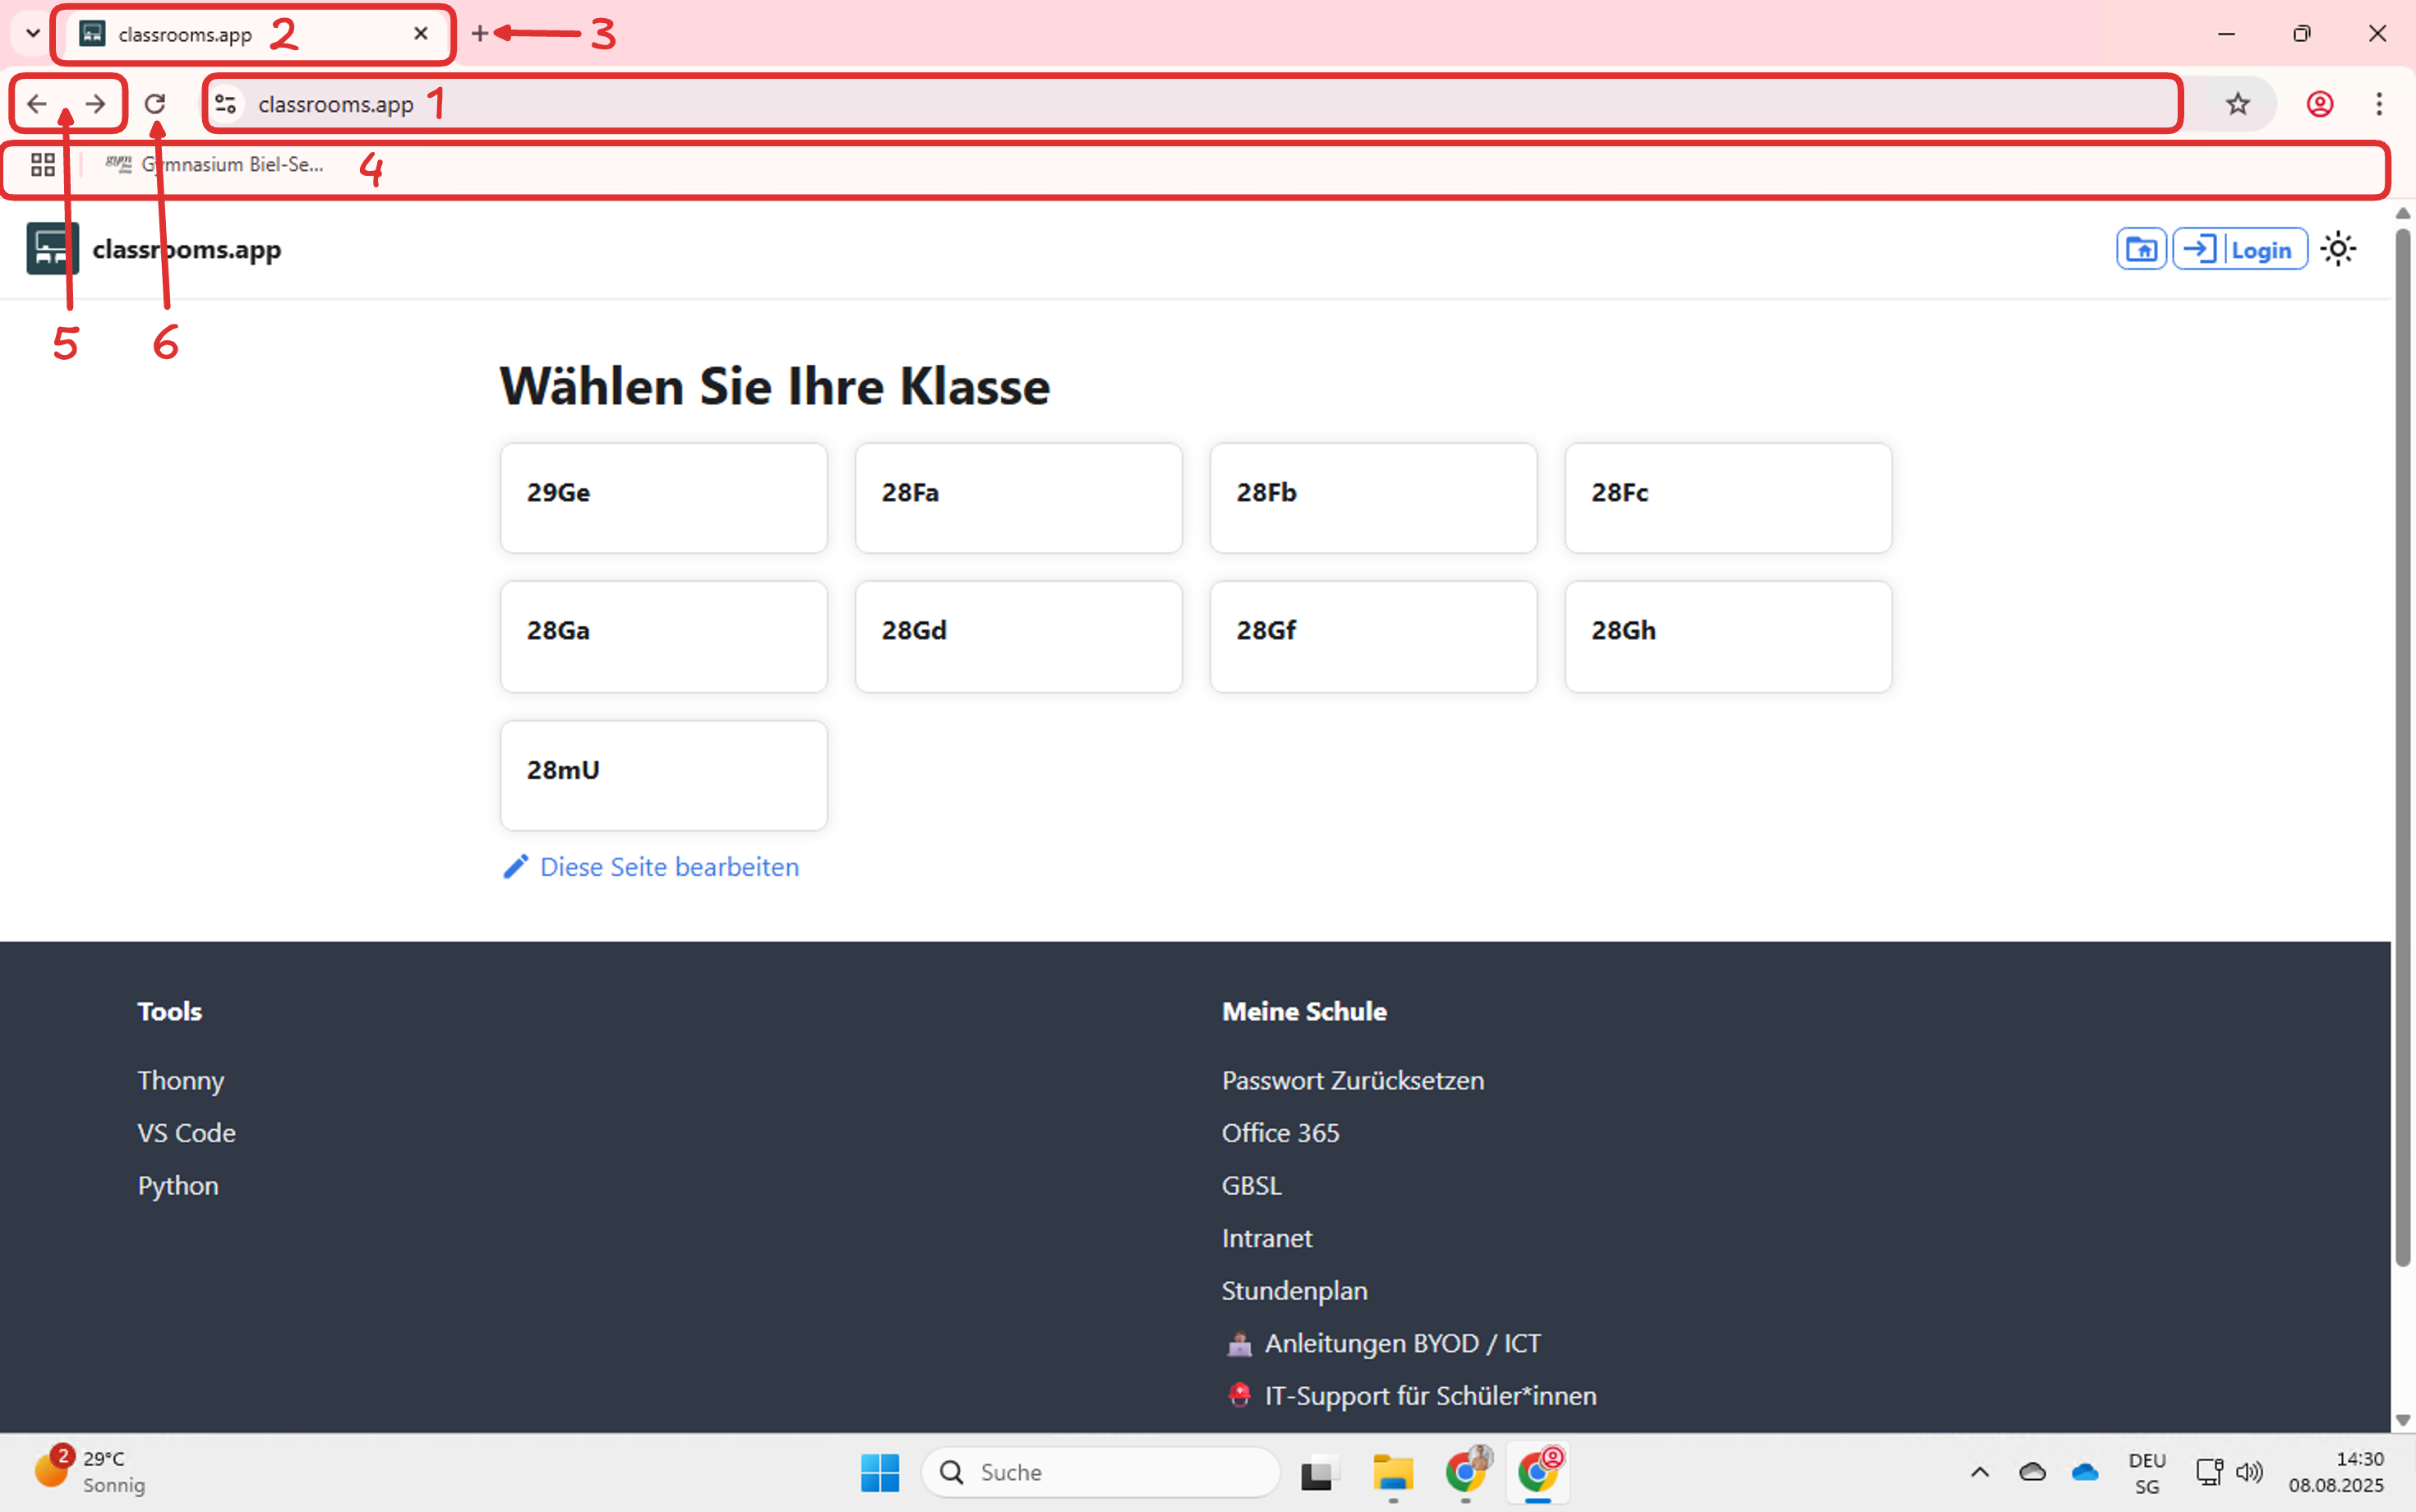 classrooms.app 2
3
classrooms.app 1
gym Gymnasium Biel-Se... 4
classrooms.app
Login
5 6
Wählen Sie Ihre Klasse
29Ge
28Fa
28Fb
28Fc
28Ga
28Gd
28Gf
28Gh
28mU
Diese Seite bearbeiten
Tools
Thonny
VS Code
Python
Meine Schule
Passwort Zurücksetzen
Office 365
GBSL
Intranet
Stundenplan
Anleitungen BYOD / ICT
IT-Support für Schüler*innen
2 29°C
Sonnig
Suche
DEU
SG
14:30
08.08.2025